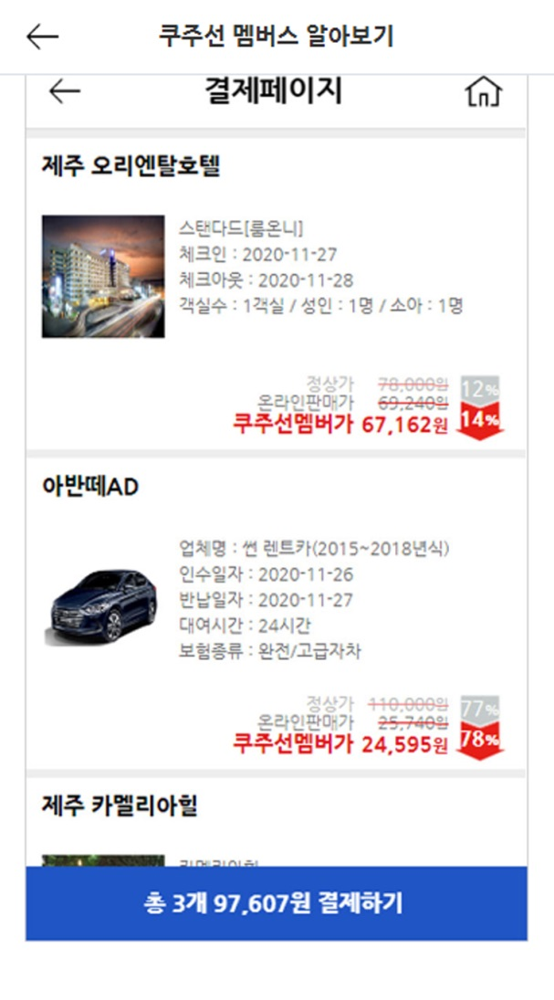 쿠주선 멤버스 알아보기
결제페이지
제주 오리엔탈호텔
스탠다드[룸온니]
체크인 : 2020-11-27
체크아웃 : 2020-11-28
객실수 : 1객실 / 성인 : 1명 / 소아 : 1명
정상가 78,000원 12%
온라인판매가 69,240원
쿠주선멤버가 67,162원 14%
아반떼AD
업체명 : 썬 렌트카(2015~2018년식)
인수일자 : 2020-11-26
반납일자 : 2020-11-27
대여시간 : 24시간
보험종류 : 완전/고급자차
정상가 110,000원 77%
온라인판매가 25,740원
쿠주선멤버가 24,595원 78%
제주 카멜리아힐
총 3개 97,607원 결제하기